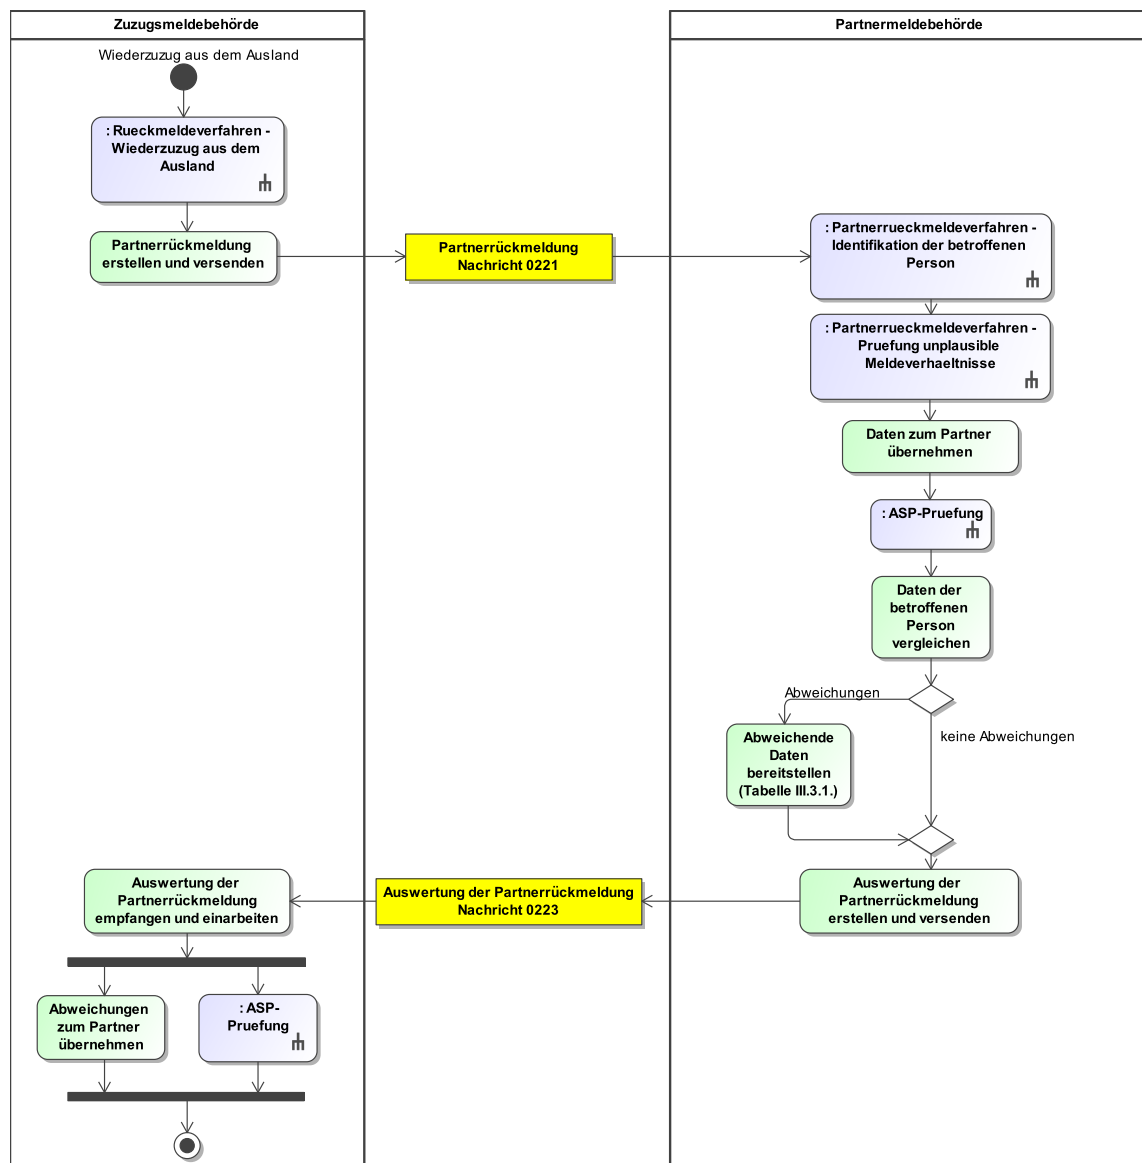 Zuzugsmeldebehörde
Partnermeldebehörde
Wiederzuzug aus dem Ausland
: Rueckmeldeverfahren -
Wiederzuzug aus dem
Ausland
Partnerrückmeldung
erstellen und versenden
Partnerrückmeldung
Nachricht 0221
: Partnerrueckmeldeverfahren -
Identifikation der betroffenen
Person
: Partnerrueckmeldeverfahren -
Pruefung unplausible
Meldeverhaeltnisse
Daten zum Partner
übernehmen
: ASP-Pruefung
Daten der
betroffenen
Person
vergleichen
Abweichungen
keine Abweichungen
Abweichende
Daten
bereitstellen
(Tabelle III.3.1.)
Auswertung der
Partnerrückmeldung
erstellen und versenden
Auswertung der Partnerrückmeldung
Nachricht 0223
Auswertung der
Partnerrückmeldung
empfangen und einarbeiten
Abweichungen
zum Partner
übernehmen
: ASP-
Pruefung